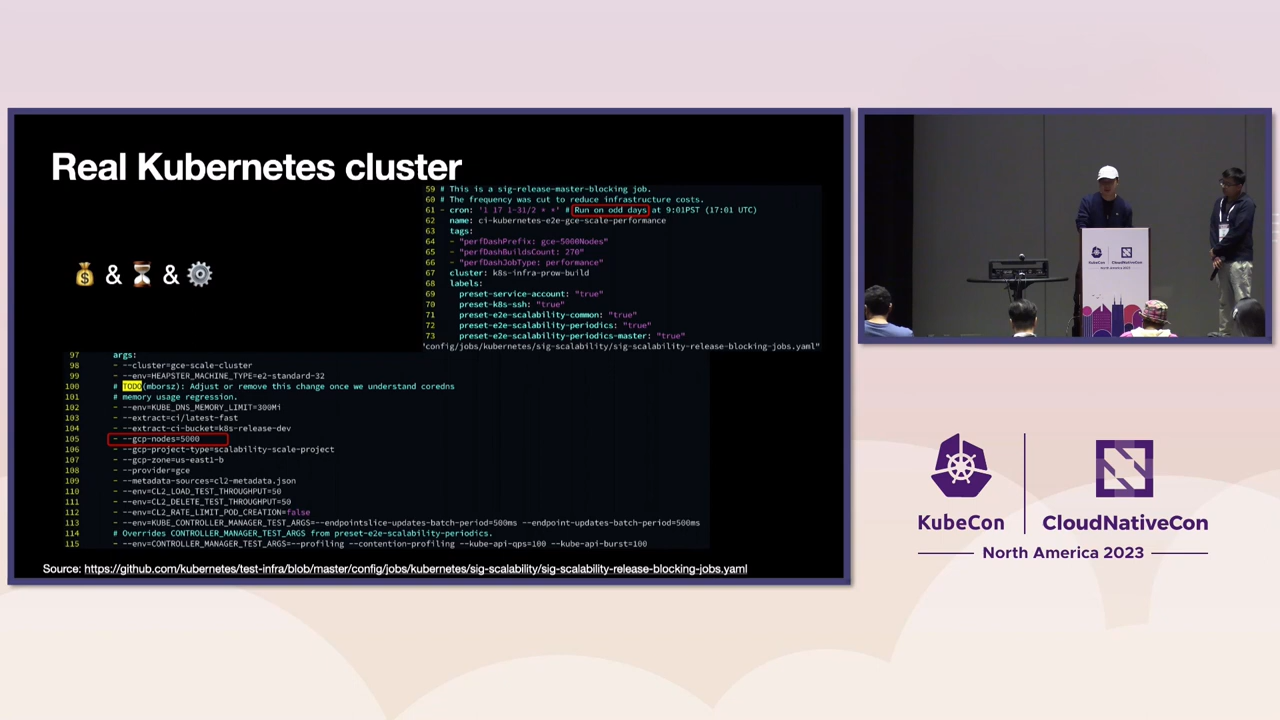 Real Kubernetes cluster
59 # This is a sig-release-master-blocking job.
60 # The frequency was cut to reduce infrastructure costs.
61 - cron: '1 17 1-31/2 * *' # Run on odd days at 9:01PST (17:01 UTC)
62 name: ci-kubernetes-e2e-gce-scale-performance
63 tags:
64 - "perfDashPrefix: gce-5000Nodes"
65 - "perfDashBuildsCount: 270"
66 - "perfDashJobType: performance"
67 cluster: k8s-infra-prow-build
68 labels:
69 preset-service-account: "true"
70 preset-k8s-ssh: "true"
71 preset-e2e-scalability-common: "true"
72 preset-e2e-scalability-periodics: "true"
73 preset-e2e-scalability-periodics-master: "true"
"config/jobs/kubernetes/sig-scalability/sig-scalability-release-blocking-jobs.yaml"
💰 & ⏳ & ⚙️
97 args:
98 - --cluster=gce-scale-cluster
99 - --env=HEAPSTER_MACHINE_TYPE=e2-standard-32
100 # TODO(mborsz): Adjust or remove this change once we understand coredns
101 # memory usage regression.
102 - --env=KUBE_DNS_MEMORY_LIMIT=300Mi
103 - --extract=ci/latest-fast
104 - --extract-ci-bucket=k8s-release-dev
105 - --gcp-nodes=5000
106 - --gcp-project-type=scalability-scale-project
107 - --gcp-zone=us-east1-b
108 - --provider=gce
109 - --metadata-sources=cl2-metadata.json
110 - --env=CL2_LOAD_TEST_THROUGHPUT=50
111 - --env=CL2_DELETE_TEST_THROUGHPUT=50
112 - --env=CL2_RATE_LIMIT_POD_CREATION=false
113 - --env=KUBE_CONTROLLER_MANAGER_TEST_ARGS=--endpointslice-updates-batch-period=500ms --endpoint-updates-batch-period=500ms
114 # Overrides CONTROLLER_MANAGER_TEST_ARGS from preset-e2e-scalability-periodics.
115 - --env=CONTROLLER_MANAGER_TEST_ARGS=--profiling --contention-profiling --kube-api-qps=100 --kube-api-burst=100
Source: https://github.com/kubernetes/test-infra/blob/master/config/jobs/kubernetes/sig-scalability/sig-scalability-release-blocking-jobs.yaml
KubeCon CloudNativeCon
North America 2023
KubeCon CloudNativeCon
North America 2023